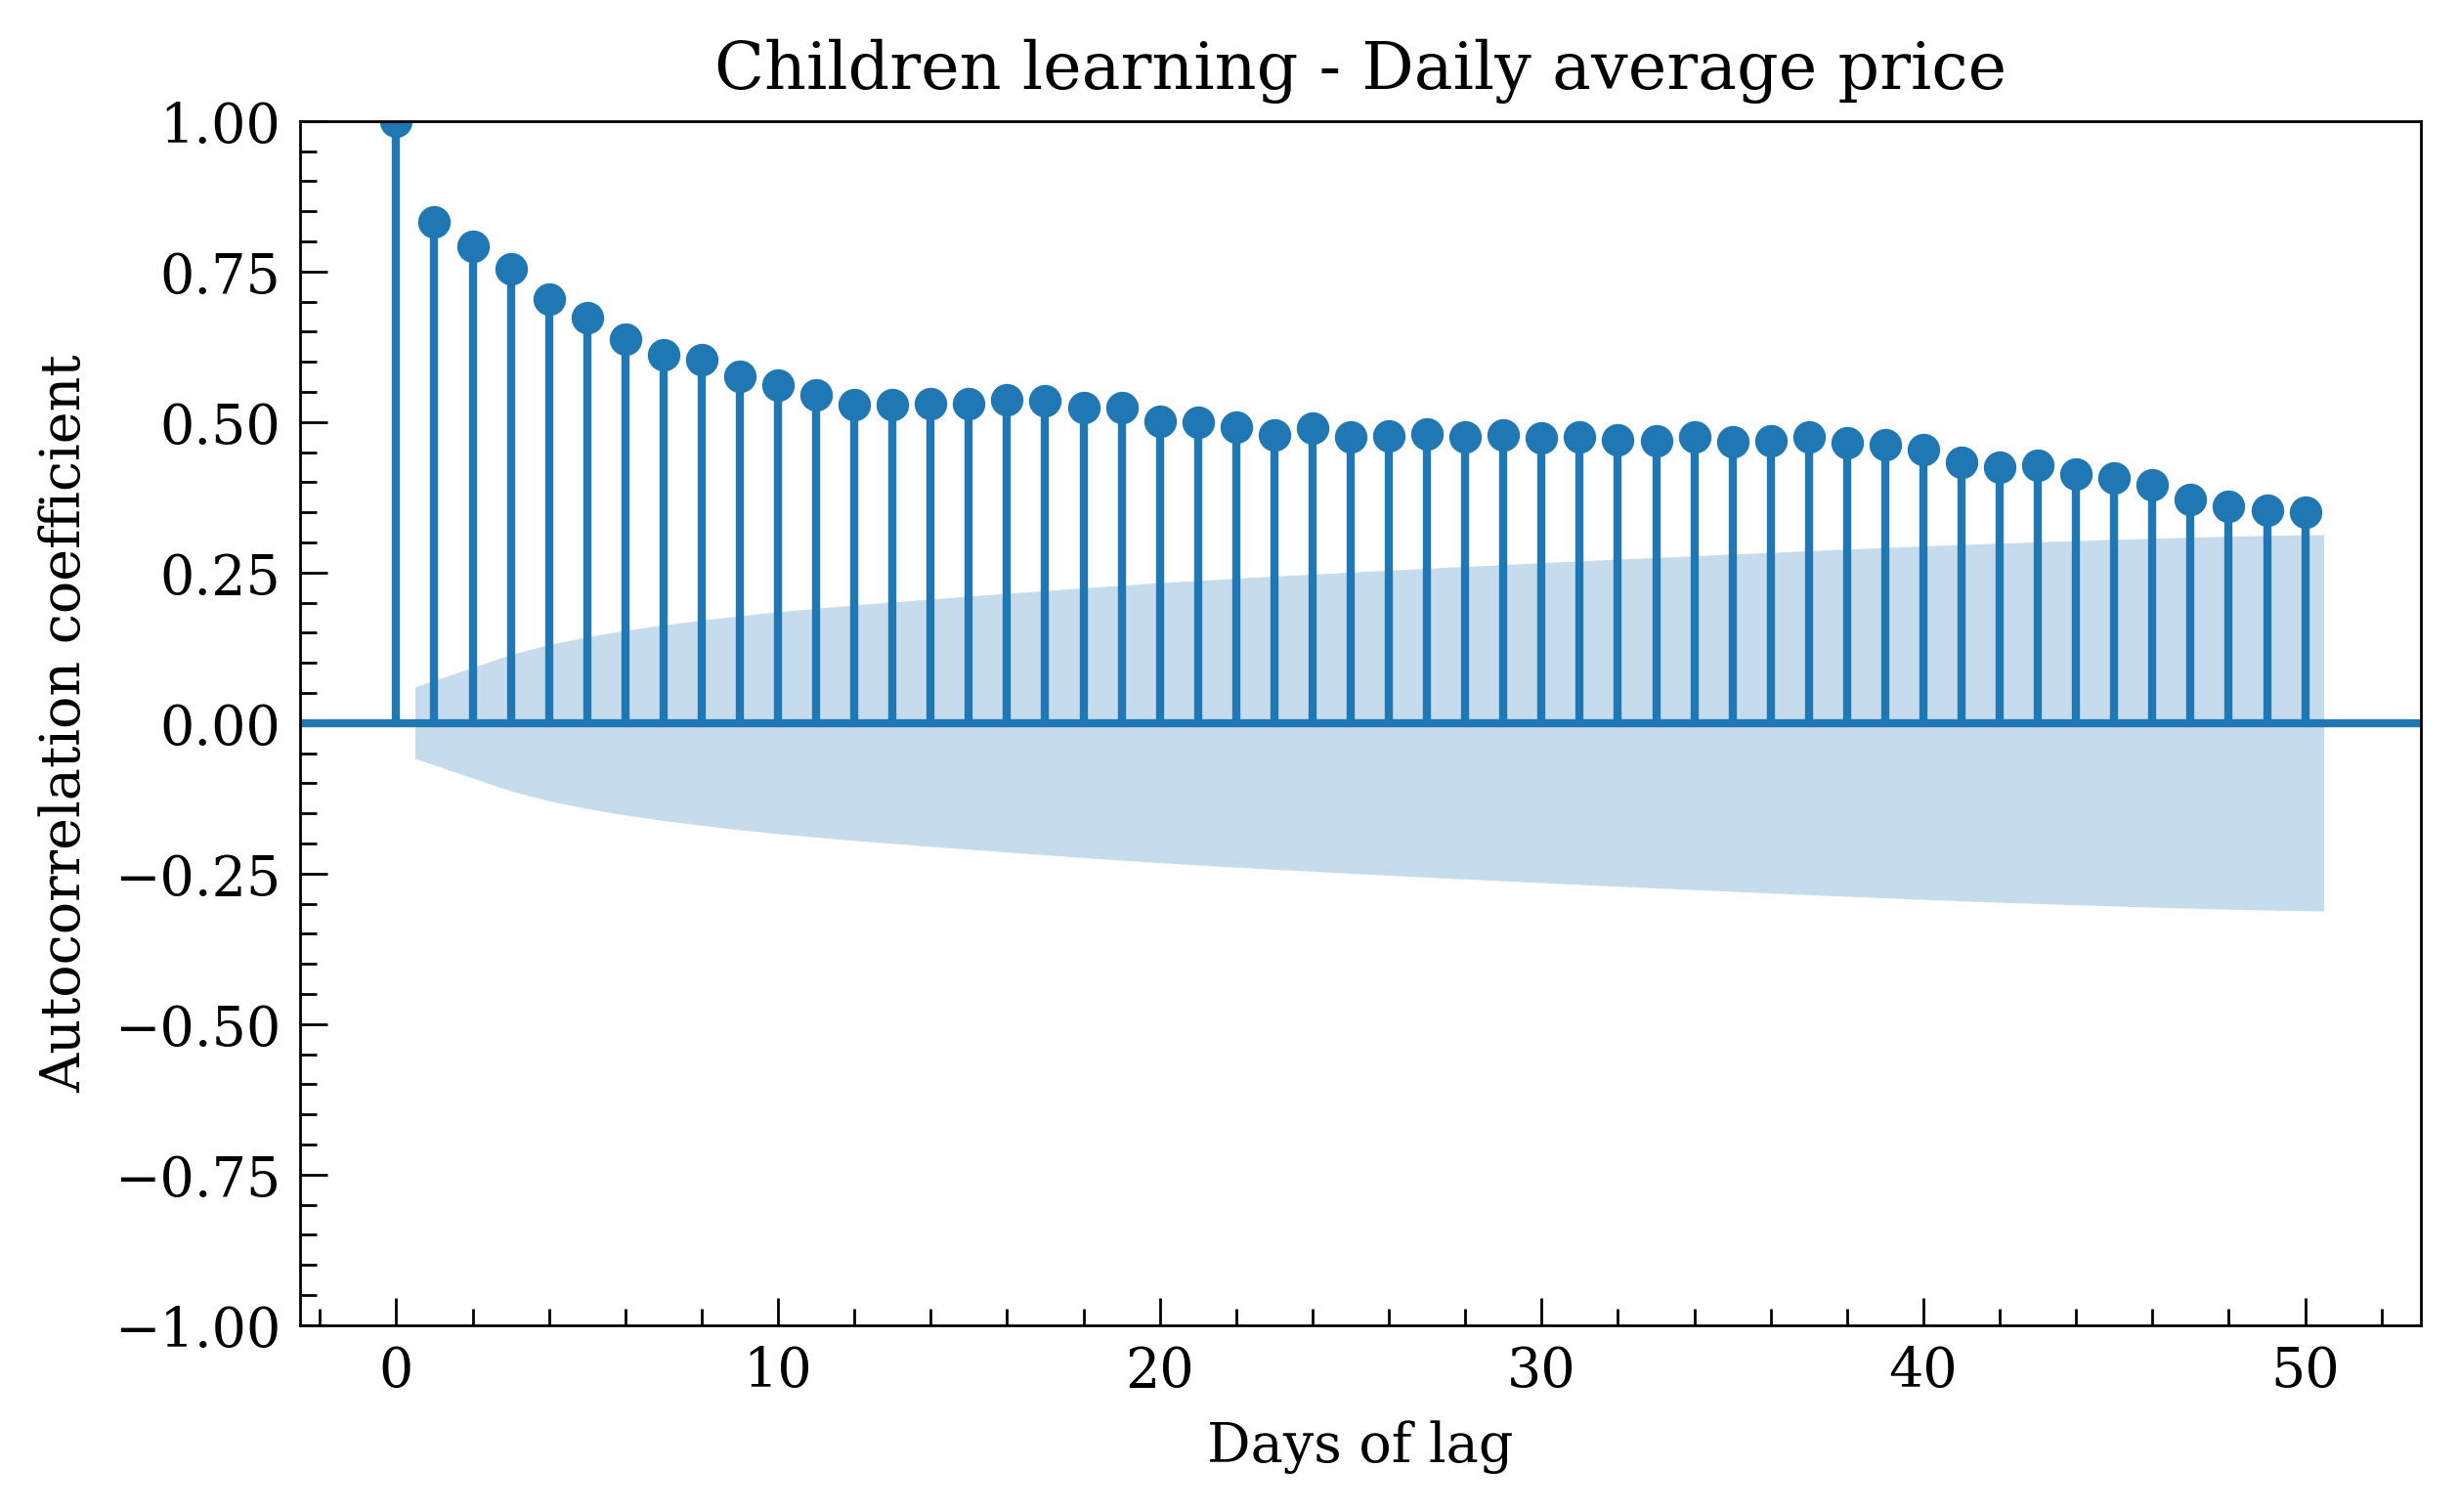 Children learning - Daily average price
Autocorrelation coefficient
1.00
0.75
0.50
0.25
0.00
−0.25
−0.50
−0.75
−1.00
0 10 20 30 40 50
Days of lag